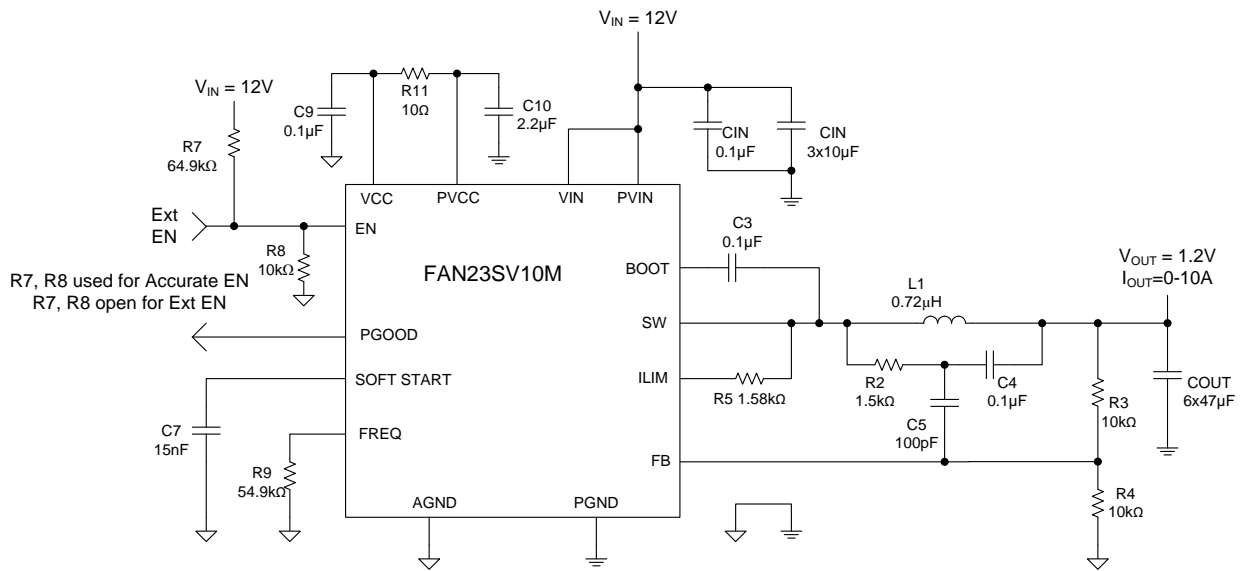 V_IN = 12V
V_IN = 12V
R11
10Ω
C9
0.1µF
C10
2.2µF
CIN
0.1µF
CIN
3x10µF
R7
64.9kΩ
VCC
PVCC
VIN
PVIN
Ext
EN
EN
R8
10kΩ
C3
0.1µF
FAN23SV10M
BOOT
V_OUT = 1.2V
I_OUT=0-10A
R7, R8 used for Accurate EN
R7, R8 open for Ext EN
L1
0.72µH
SW
PGOOD
SOFT START
ILIM
R5 1.58kΩ
R2
1.5kΩ
C4
0.1µF
COUT
6x47µF
R3
10kΩ
C5
100pF
C7
15nF
FREQ
FB
R9
54.9kΩ
R4
10kΩ
AGND
PGND